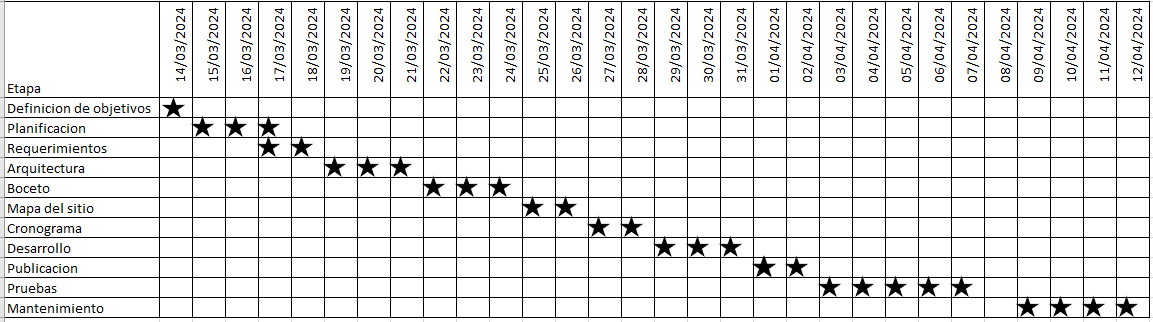 Etapa 14/03/2024 15/03/2024 16/03/2024 17/03/2024 18/03/2024 19/03/2024 20/03/2024 21/03/2024 22/03/2024 23/03/2024 24/03/2024 25/03/2024 26/03/2024 27/03/2024 28/03/2024 29/03/2024 30/03/2024 31/03/2024 01/04/2024 02/04/2024 03/04/2024 04/04/2024 05/04/2024 06/04/2024 07/04/2024 08/04/2024 09/04/2024 10/04/2024 11/04/2024 12/04/2024
Definicion de objetivos
Planificacion
Requerimientos
Arquitectura
Boceto
Mapa del sitio
Cronograma
Desarrollo
Publicacion
Pruebas
Mantenimiento